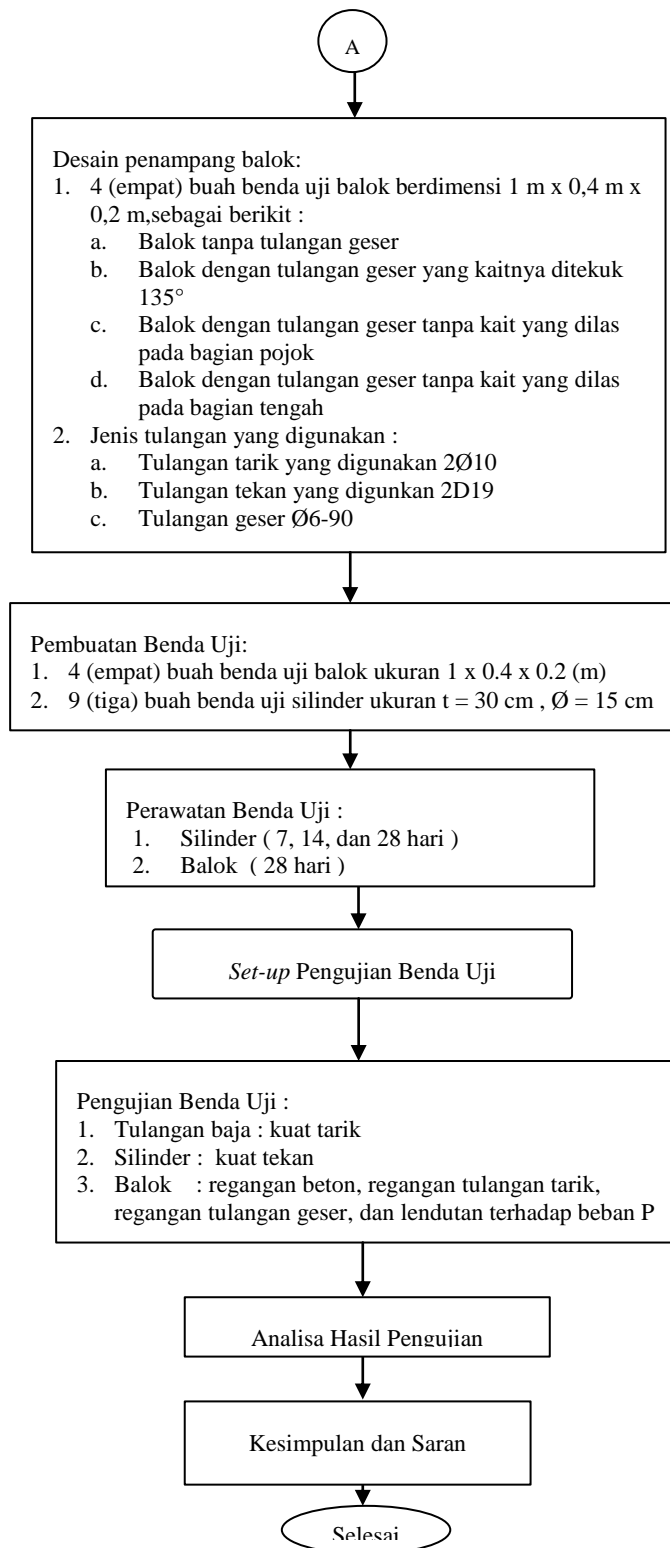 A
Desain penampang balok:
1. 4 (empat) buah benda uji balok berdimensi 1 m x 0,4 m x
0,2 m,sebagai berikit :
a. Balok tanpa tulangan geser
b. Balok dengan tulangan geser yang kaitnya ditekuk
135°
c. Balok dengan tulangan geser tanpa kait yang dilas
pada bagian pojok
d. Balok dengan tulangan geser tanpa kait yang dilas
pada bagian tengah
2. Jenis tulangan yang digunakan :
a. Tulangan tarik yang digunakan 2Ø10
b. Tulangan tekan yang digunkan 2D19
c. Tulangan geser Ø6-90
Pembuatan Benda Uji:
1. 4 (empat) buah benda uji balok ukuran 1 x 0.4 x 0.2 (m)
2. 9 (tiga) buah benda uji silinder ukuran t = 30 cm , Ø = 15 cm
Perawatan Benda Uji :
1. Silinder ( 7, 14, dan 28 hari )
2. Balok ( 28 hari )
Set-up Pengujian Benda Uji
Pengujian Benda Uji :
1. Tulangan baja : kuat tarik
2. Silinder : kuat tekan
3. Balok : regangan beton, regangan tulangan tarik,
regangan tulangan geser, dan lendutan terhadap beban P
Analisa Hasil Pengujian
Kesimpulan dan Saran
Selesai